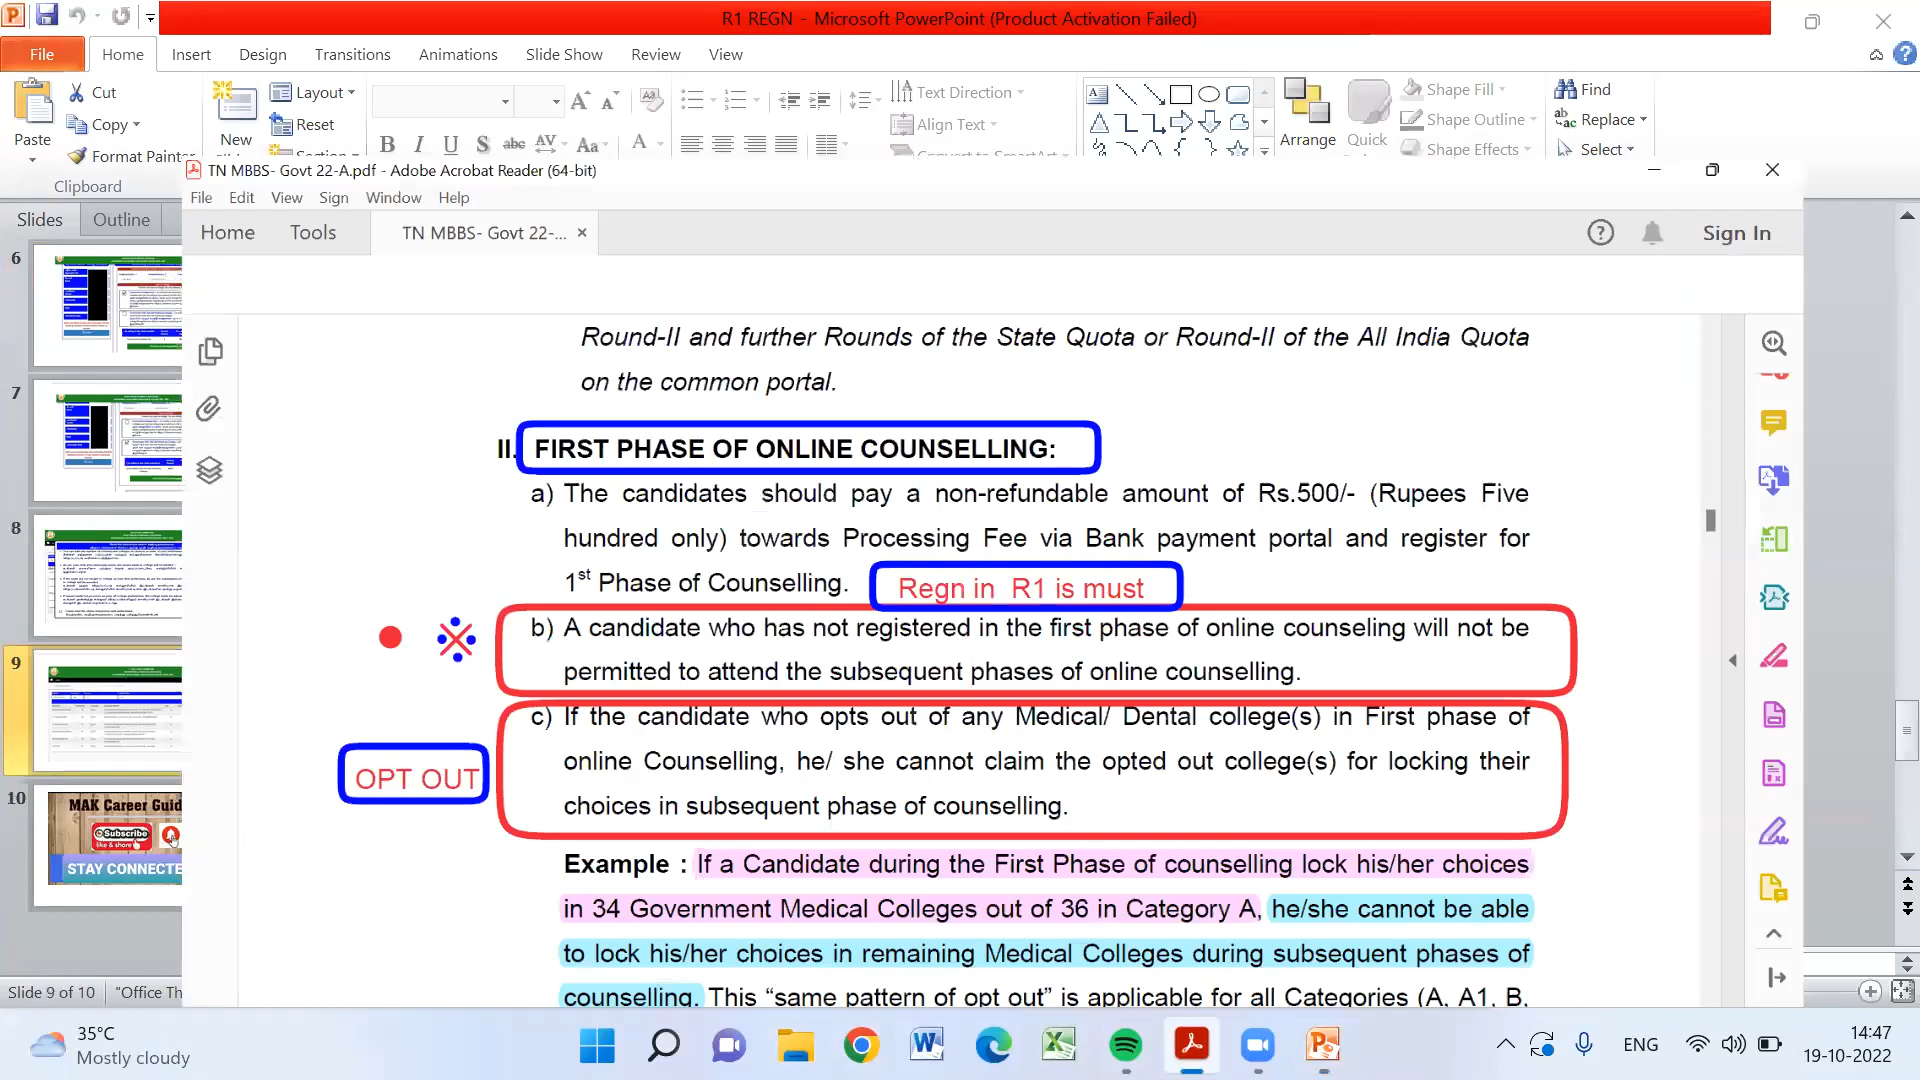 R1 REGN - Microsoft PowerPoint (Product Activation Failed)
File Home Insert Design Transitions Animations Slide Show Review View
Paste
Cut
Copy
Format Painter
Clipboard
New
Layout
Reset
Section
Text Direction
Align Text
Convert to SmartArt
Arrange
Quick
Shape Fill
Shape Outline
Shape Effects
Find
Replace
Select
TN MBBS- Govt 22-A.pdf - Adobe Acrobat Reader (64-bit)
File Edit View Sign Window Help
Home Tools TN MBBS- Govt 22-... × Sign In
Slides Outline
6
7
8
9
10
MAK Career Guid
Subscribe
like & share
STAY CONNECTE
Round-II and further Rounds of the State Quota or Round-II of the All India Quota
on the common portal.
II. FIRST PHASE OF ONLINE COUNSELLING:
a) The candidates should pay a non-refundable amount of Rs.500/- (Rupees Five
hundred only) towards Processing Fee via Bank payment portal and register for
1st Phase of Counselling.
Regn in R1 is must
b) A candidate who has not registered in the first phase of online counseling will not be
permitted to attend the subsequent phases of online counselling.
OPT OUT
c) If the candidate who opts out of any Medical/ Dental college(s) in First phase of
online Counselling, he/ she cannot claim the opted out college(s) for locking their
choices in subsequent phase of counselling.
Example : If a Candidate during the First Phase of counselling lock his/her choices
in 34 Government Medical Colleges out of 36 in Category A, he/she cannot be able
to lock his/her choices in remaining Medical Colleges during subsequent phases of
counselling. This “same pattern of opt out” is applicable for all Categories (A, A1, B,
Slide 9 of 10 "Office Th
35°C
Mostly cloudy
ENG
14:47
19-10-2022